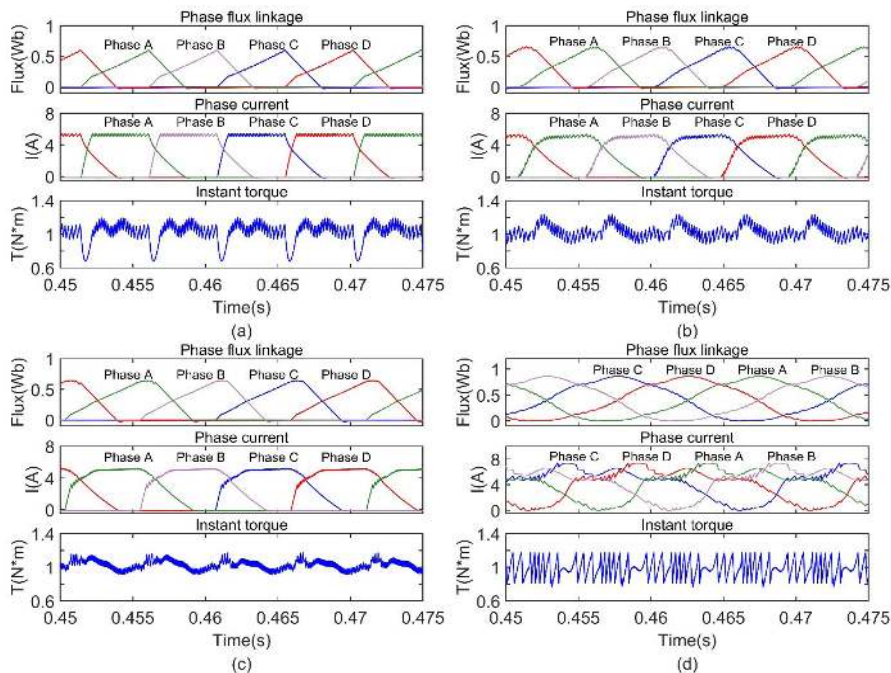 Phase flux linkage
Flux(Wb)
1
0.5
0
Phase A Phase B Phase C Phase D
Phase current
I(A)
8
4
0
Phase A Phase B Phase C Phase D
Instant torque
T(N*m)
1.4
1
0.6
0.45 0.455 0.46 0.465 0.47 0.475
Time(s)
(a)
Phase flux linkage
Flux(Wb)
1
0.5
0
Phase A Phase B Phase C Phase D
Phase current
I(A)
8
4
0
Phase A Phase B Phase C Phase D
Instant torque
T(N*m)
1.4
1
0.6
0.45 0.455 0.46 0.465 0.47 0.475
Time(s)
(b)
Phase flux linkage
Flux(Wb)
1
0.5
0
Phase A Phase B Phase C Phase D
Phase current
I(A)
8
4
0
Phase A Phase B Phase C Phase D
Instant torque
T(N*m)
1.4
1
0.6
0.45 0.455 0.46 0.465 0.47 0.475
Time(s)
(c)
Phase flux linkage
Flux(Wb)
1
0.5
0
Phase C Phase D Phase A Phase B
Phase current
I(A)
8
4
0
Phase C Phase D Phase A Phase B
Instant torque
T(N*m)
1.4
1
0.6
0.45 0.455 0.46 0.465 0.47 0.475
Time(s)
(d)